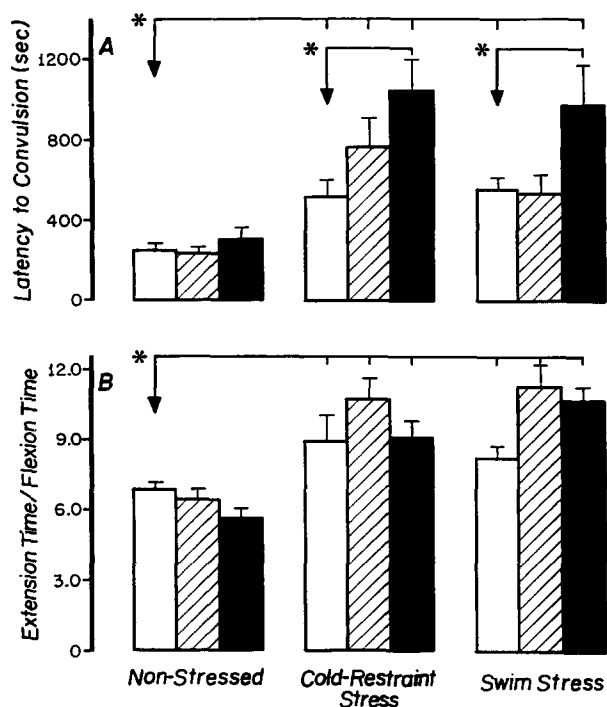 * A
* *
Latency to Convulsion (sec)
1200
800
400
0
* B
Extension Time/Flexion Time
12.0
9.0
6.0
3.0
0
Non-Stressed
Cold-Restraint
Stress
Swim Stress